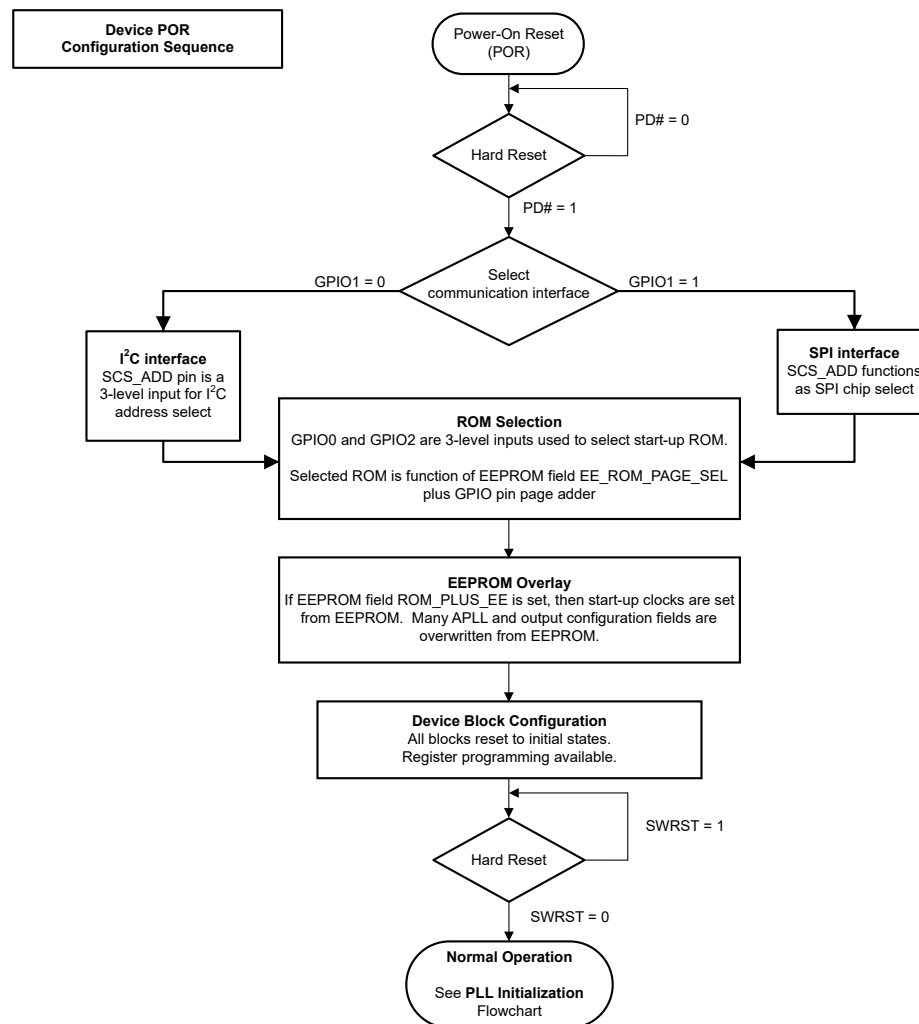 Device POR
Configuration Sequence
Power-On Reset
(POR)
PD# = 0
Hard Reset
PD# = 1
Select
communication interface
GPIO1 = 0
GPIO1 = 1
I²C interface
SCS_ADD pin is a
3-level input for I²C
address select
SPI interface
SCS_ADD functions
as SPI chip select
ROM Selection
GPIO0 and GPIO2 are 3-level inputs used to select start-up ROM.
Selected ROM is function of EEPROM field EE_ROM_PAGE_SEL
plus GPIO pin page adder
EEPROM Overlay
If EEPROM field ROM_PLUS_EE is set, then start-up clocks are set
from EEPROM. Many APLL and output configuration fields are
overwritten from EEPROM.
Device Block Configuration
All blocks reset to initial states.
Register programming available.
SWRST = 1
Hard Reset
SWRST = 0
Normal Operation
See PLL Initialization
Flowchart